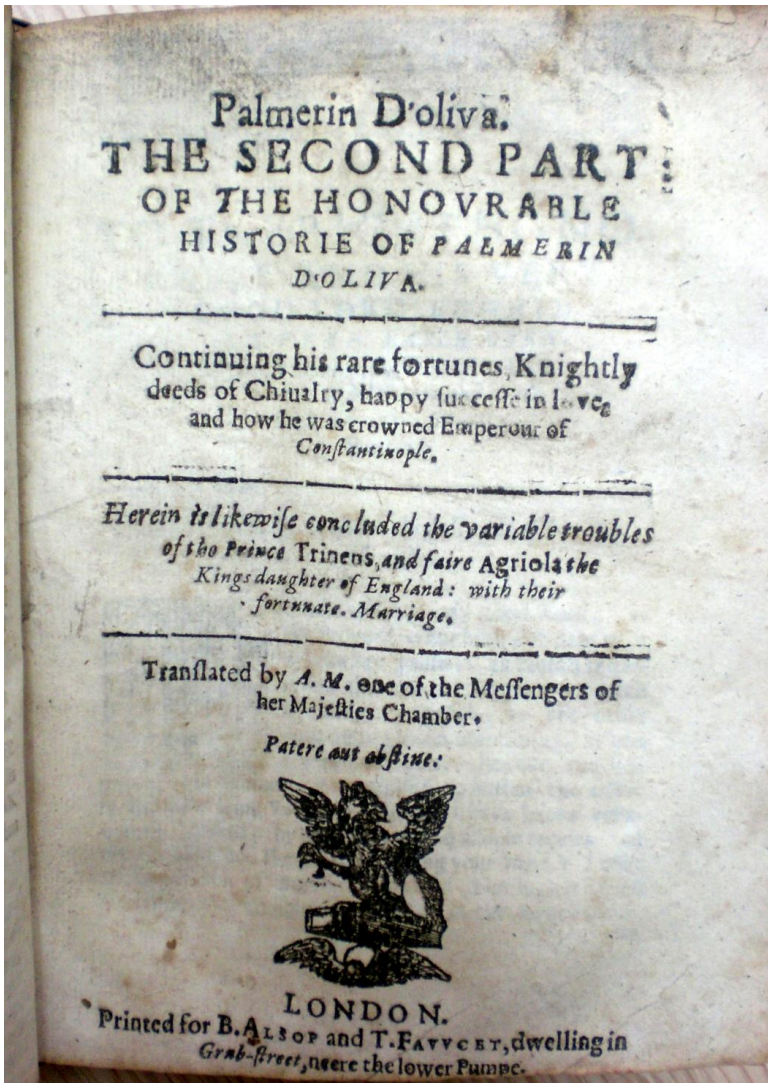 Palmerin D'oliva.
THE SECOND PART
OF THE HONOVRABLE
HISTORIE OF PALMERIN
D'OLIVA.
Continuing his rare fortunes, Knightly
deeds of Chiualry, happy ſucceſſe in love,
and how he was crowned Emperour of
Conſtantinople.
Herein is likewiſe concluded the variable troubles
of the Prince Trineus, and faire Agriola the
Kings daughter of England: with their
fortunate. Marriage.
Tranſlated by A. M. one of the Meſſengers of
her Majeſties Chamber.
Patere aut abſtine:
LONDON.
Printed for B. ALSOP and T. FAVVCET, dwelling in
Grub-ſtreet, neere the lower Pumpe.